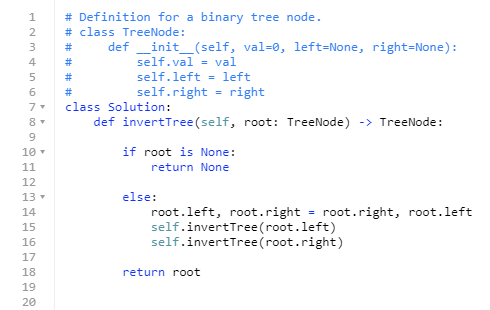 1 # Definition for a binary tree node.
2 # class TreeNode:
3 #     def __init__(self, val=0, left=None, right=None):
4 #         self.val = val
5 #         self.left = left
6 #         self.right = right
7 class Solution:
8     def invertTree(self, root: TreeNode) -> TreeNode:
9
10         if root is None:
11             return None
12
13         else:
14             root.left, root.right = root.right, root.left
15             self.invertTree(root.left)
16             self.invertTree(root.right)
17
18         return root
19
20